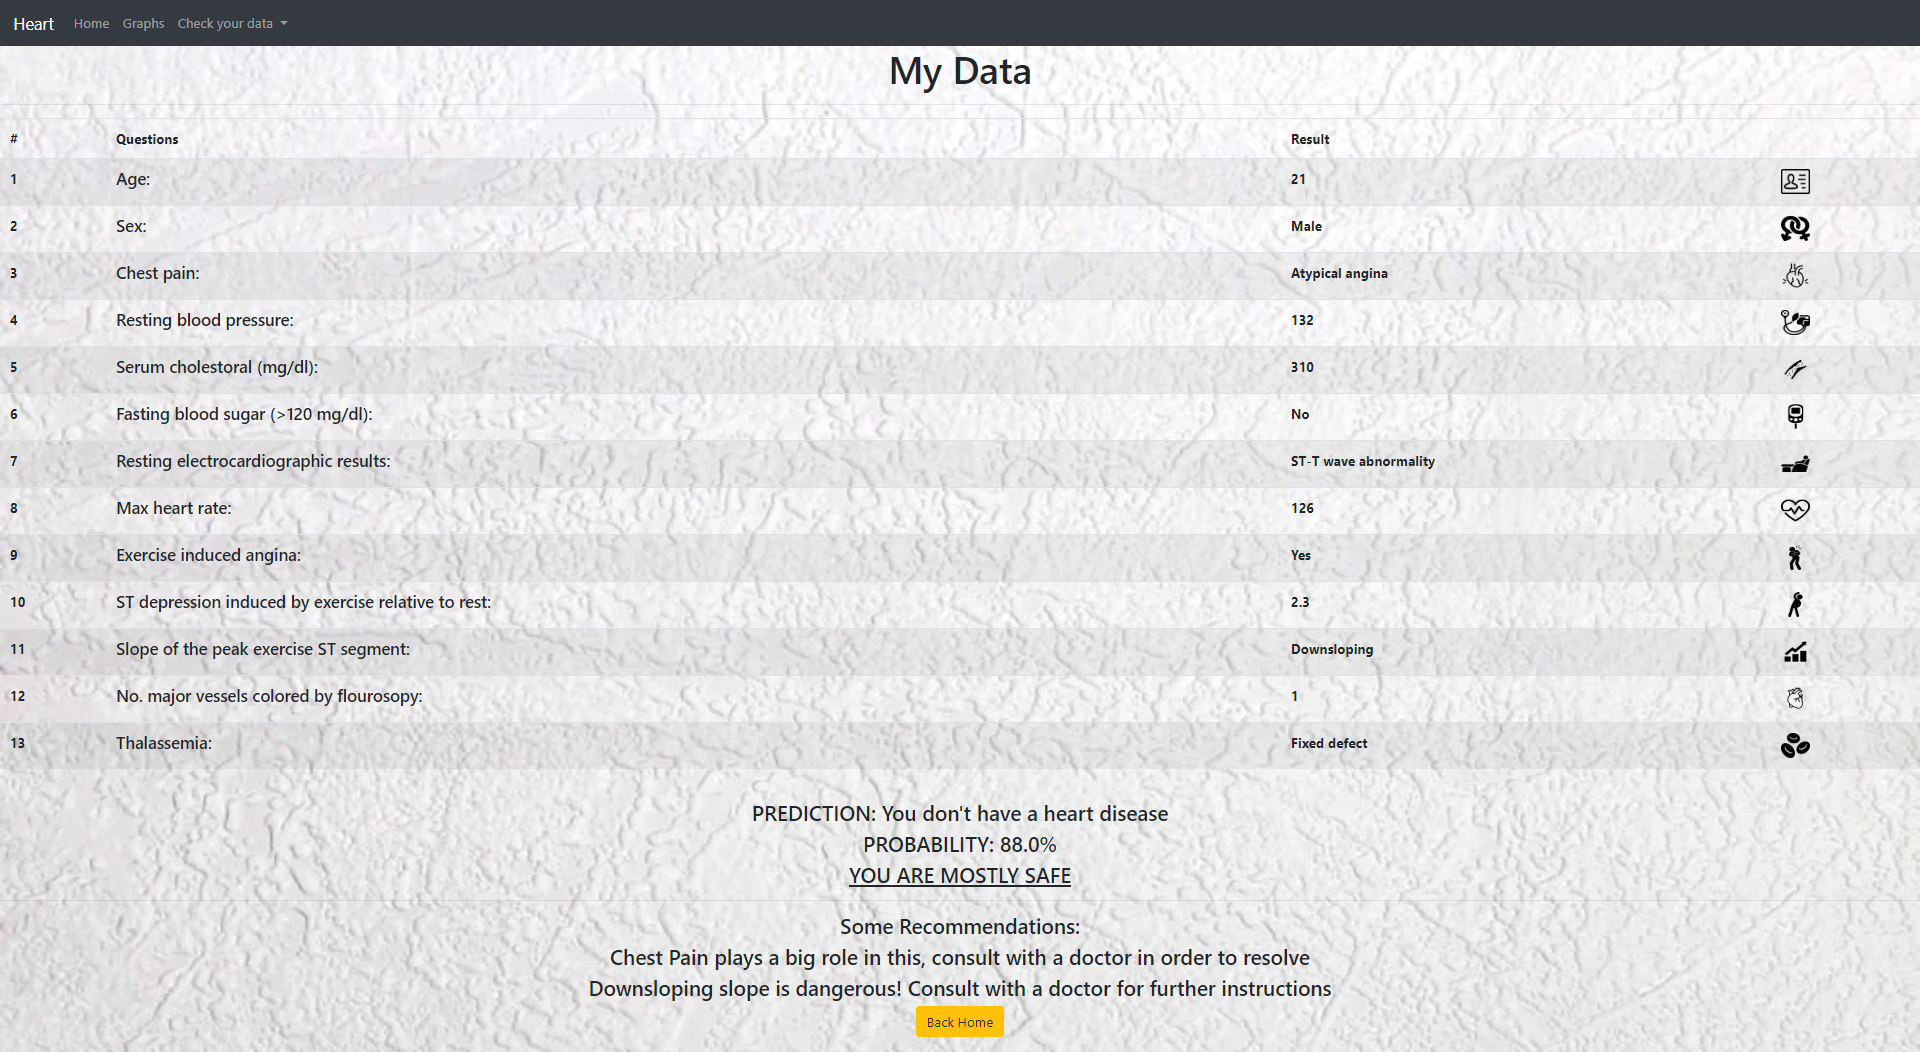 Heart Home Graphs Check your data
My Data
# Questions Result
1 Age: 21
2 Sex: Male
3 Chest pain: Atypical angina
4 Resting blood pressure: 132
5 Serum cholestoral (mg/dl): 310
6 Fasting blood sugar (>120 mg/dl): No
7 Resting electrocardiographic results: ST-T wave abnormality
8 Max heart rate: 126
9 Exercise induced angina: Yes
10 ST depression induced by exercise relative to rest: 2.3
11 Slope of the peak exercise ST segment: Downsloping
12 No. major vessels colored by flourosopy: 1
13 Thalassemia: Fixed defect
PREDICTION: You don't have a heart disease
PROBABILITY: 88.0%
YOU ARE MOSTLY SAFE
Some Recommendations:
Chest Pain plays a big role in this, consult with a doctor in order to resolve
Downsloping slope is dangerous! Consult with a doctor for further instructions
Back Home